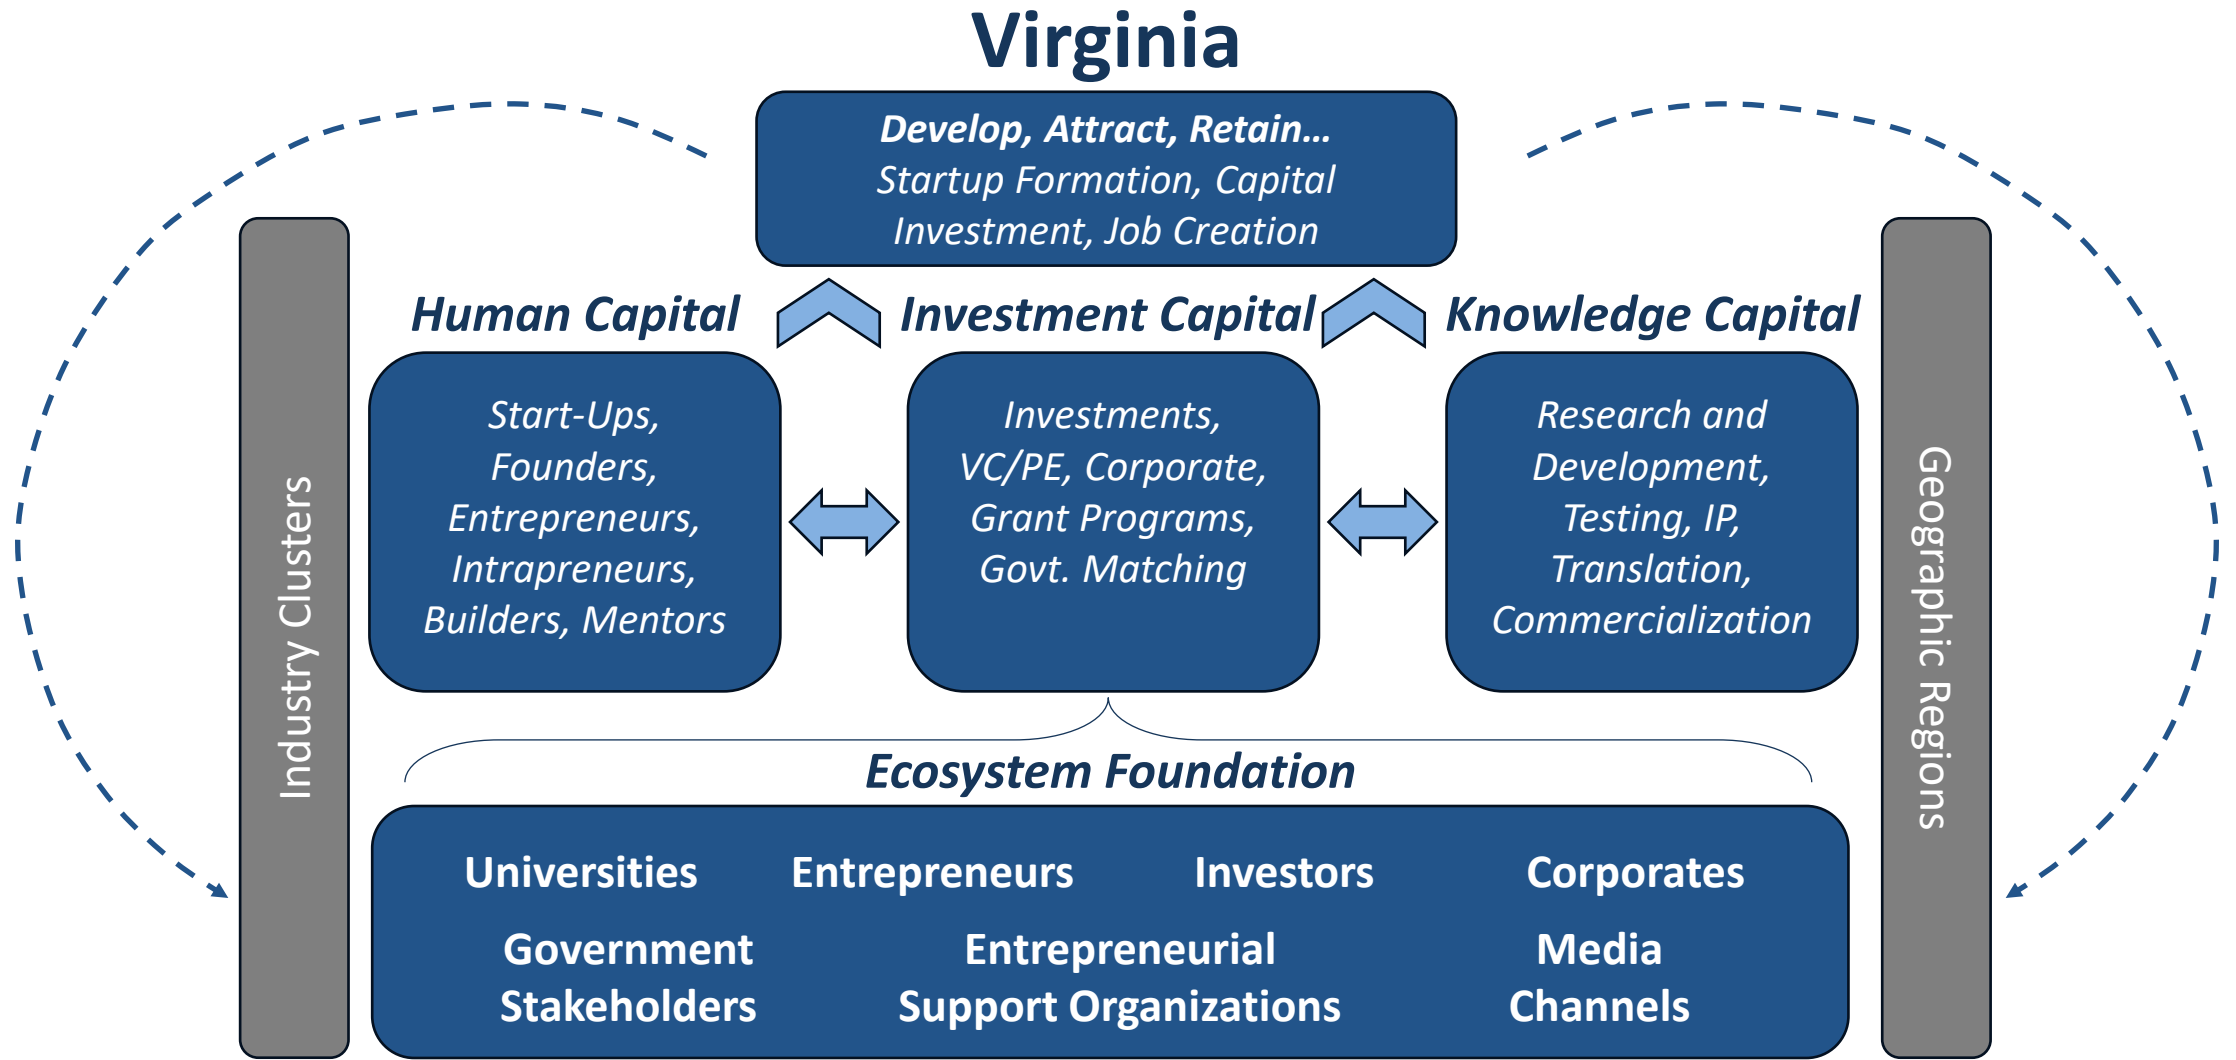 Virginia
Develop, Attract, Retain...
Startup Formation, Capital
Investment, Job Creation
Industry Clusters
Human Capital
Start-Ups,
Founders,
Entrepreneurs,
Intrapreneurs,
Builders, Mentors
Investment Capital
Investments,
VC/PE, Corporate,
Grant Programs,
Govt. Matching
Knowledge Capital
Research and
Development,
Testing, IP,
Translation,
Commercialization
Geographic Regions
Ecosystem Foundation
Universities Entrepreneurs Investors Corporates
Government
Stakeholders
Entrepreneurial
Support Organizations
Media
Channels